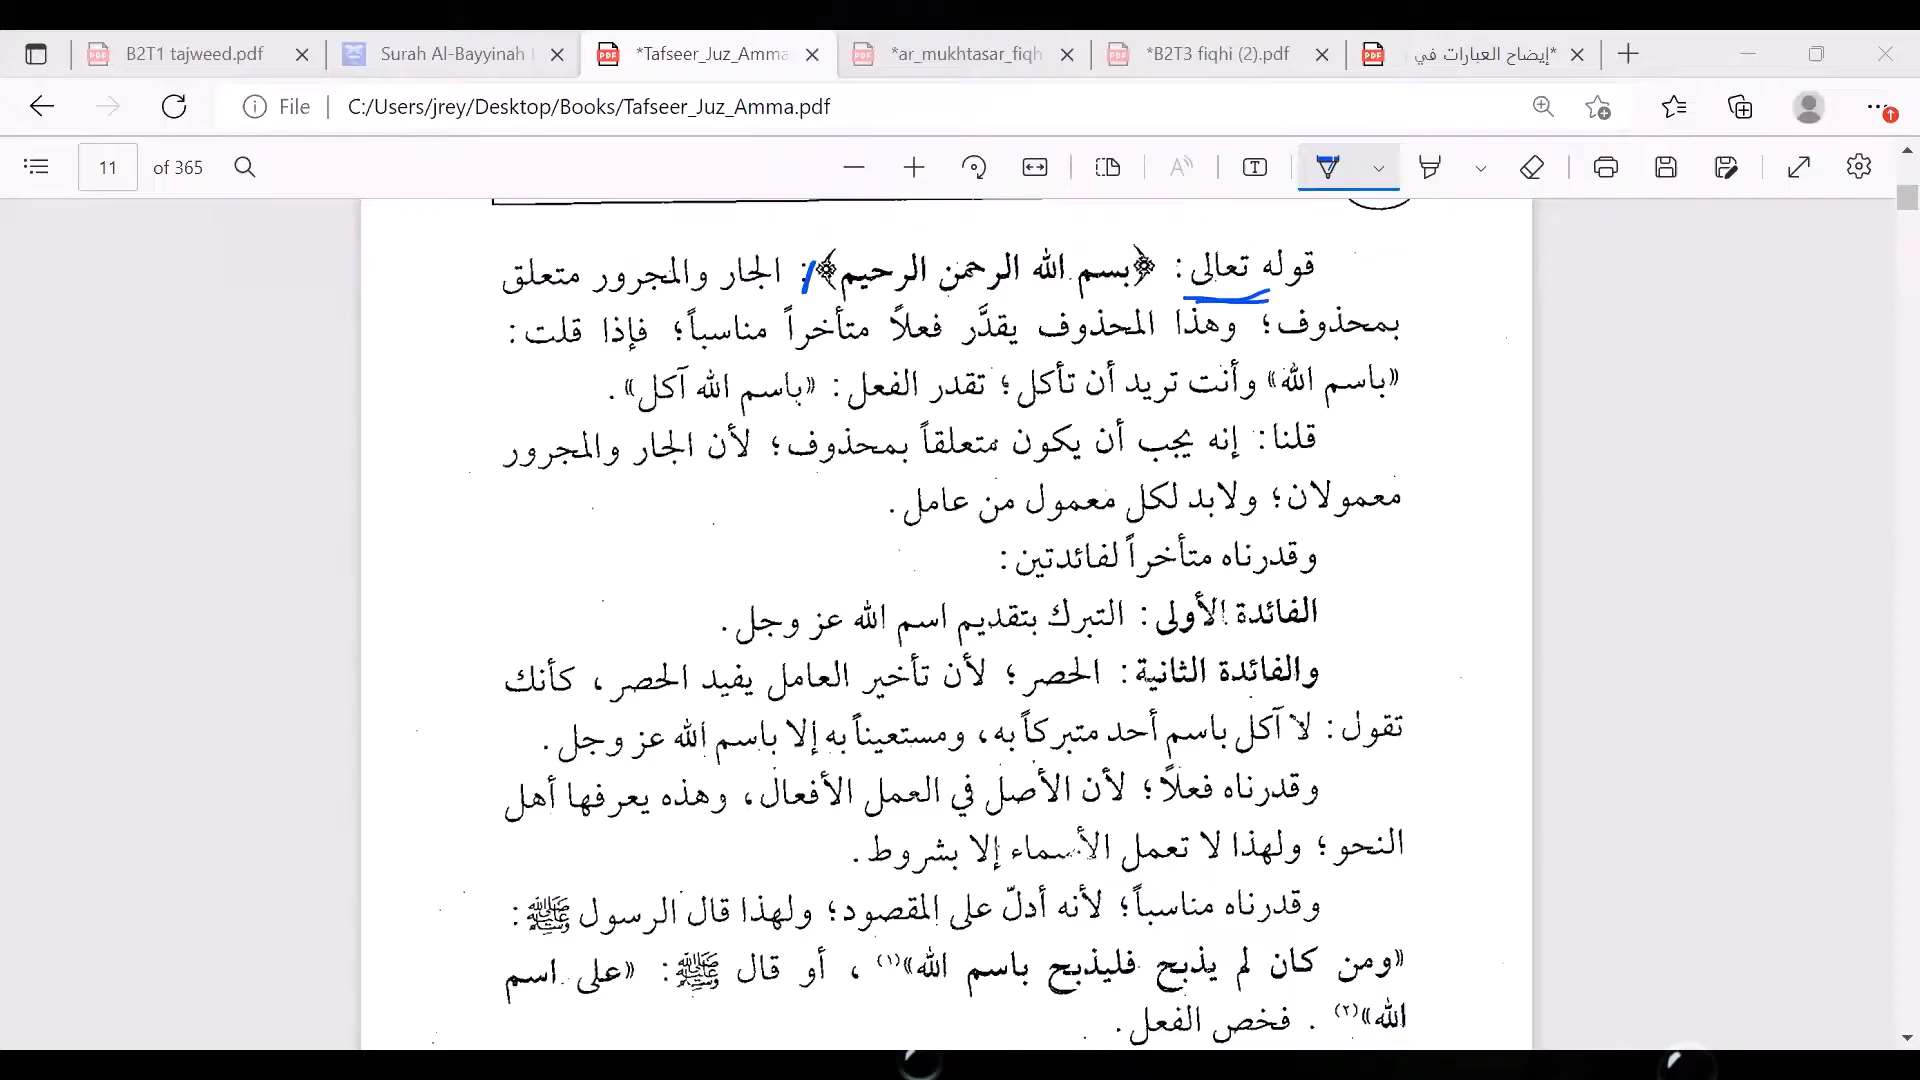 B2T1 tajweed.pdf
Surah Al-Bayyinah
*Tafseer_Juz_Amma
*ar_mukhtasar_fiqh
*B2T3 fiqhi (2).pdf
*إيضاح العبارات في
File
C:/Users/jrey/Desktop/Books/Tafseer_Juz_Amma.pdf
11 of 365
قوله تعالى: ﴿بسم الله الرحمن الرحيم﴾: الجار والمجرور متعلق
بمحذوف؛ وهذا المحذوف يقدَّر فعلاً متأخراً مناسباً؛ فإذا قلت:
«باسم الله» وأنت تريد أن تأكل؛ تقدر الفعل: «باسم الله آكل».
قلنا: إنه يجب أن يكون متعلقاً بمحذوف؛ لأن الجار والمجرور
معمولان؛ ولابد لكل معمول من عامل.
وقدرناه متأخراً لفائدتين:
الفائدة الأولى: التبرك بتقديم اسم الله عز وجل.
والفائدة الثانية: الحصر؛ لأن تأخير العامل يفيد الحصر، كأنك
تقول: لا آكل باسم أحد متبركاً به، ومستعيناً به إلا باسم الله عز وجل.
وقدرناه فعلاً؛ لأن الأصل في العمل الأفعال، وهذه يعرفها أهل
النحو؛ ولهذا لا تعمل الأسماء إلا بشروط.
وقدرناه مناسباً؛ لأنه أدلّ على المقصود؛ ولهذا قال الرسول ﷺ:
«ومن كان لم يذبح فليذبح باسم الله»(١)، أو قال ﷺ: «على اسم
الله»(٢). فخص الفعل.